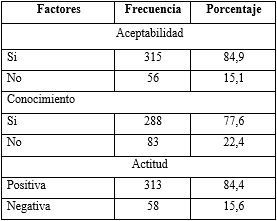 Factores Frecuencia Porcentaje
Aceptabilidad
Si 315 84,9
No 56 15,1
Conocimiento
Si 288 77,6
No 83 22,4
Actitud
Positiva 313 84,4
Negativa 58 15,6